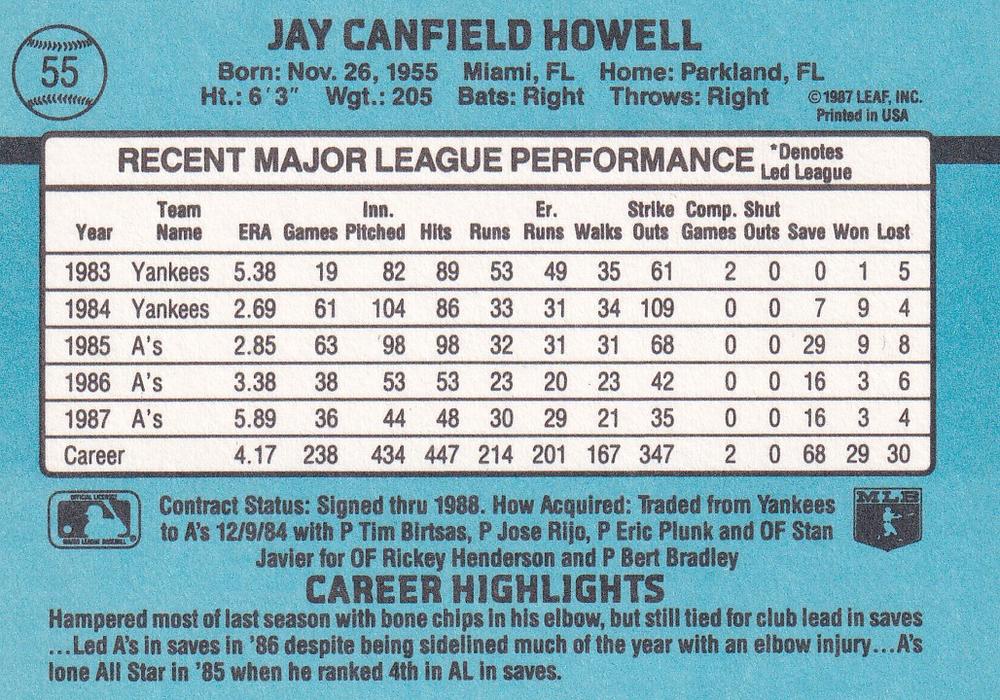 55
JAY CANFIELD HOWELL
Born: Nov. 26, 1955 Miami, FL Home: Parkland, FL
Ht.: 6'3" Wgt.: 205 Bats: Right Throws: Right
©1987 LEAF, INC.
Printed in USA
RECENT MAJOR LEAGUE PERFORMANCE *Denotes Led League
Year Team Name ERA Games Inn. Pitched Hits Runs Er. Runs Walks Strike Outs Comp. Games Shut Outs Save Won Lost
1983 Yankees 5.38 19 82 89 53 49 35 61 2 0 0 1 5
1984 Yankees 2.69 61 104 86 33 31 34 109 0 0 7 9 4
1985 A's 2.85 63 98 98 32 31 31 68 0 0 29 9 8
1986 A's 3.38 38 53 53 23 20 23 42 0 0 16 3 6
1987 A's 5.89 36 44 48 30 29 21 35 0 0 16 3 4
Career 4.17 238 434 447 214 201 167 347 2 0 68 29 30
OFFICIAL LICENSEE
MAJOR LEAGUE BASEBALL
Contract Status: Signed thru 1988. How Acquired: Traded from Yankees
to A's 12/9/84 with P Tim Birtsas, P Jose Rijo, P Eric Plunk and OF Stan
Javier for OF Rickey Henderson and P Bert Bradley
MLB
CAREER HIGHLIGHTS
Hampered most of last season with bone chips in his elbow, but still tied for club lead in saves
...Led A's in saves in '86 despite being sidelined much of the year with an elbow injury...A's
lone All Star in '85 when he ranked 4th in AL in saves.